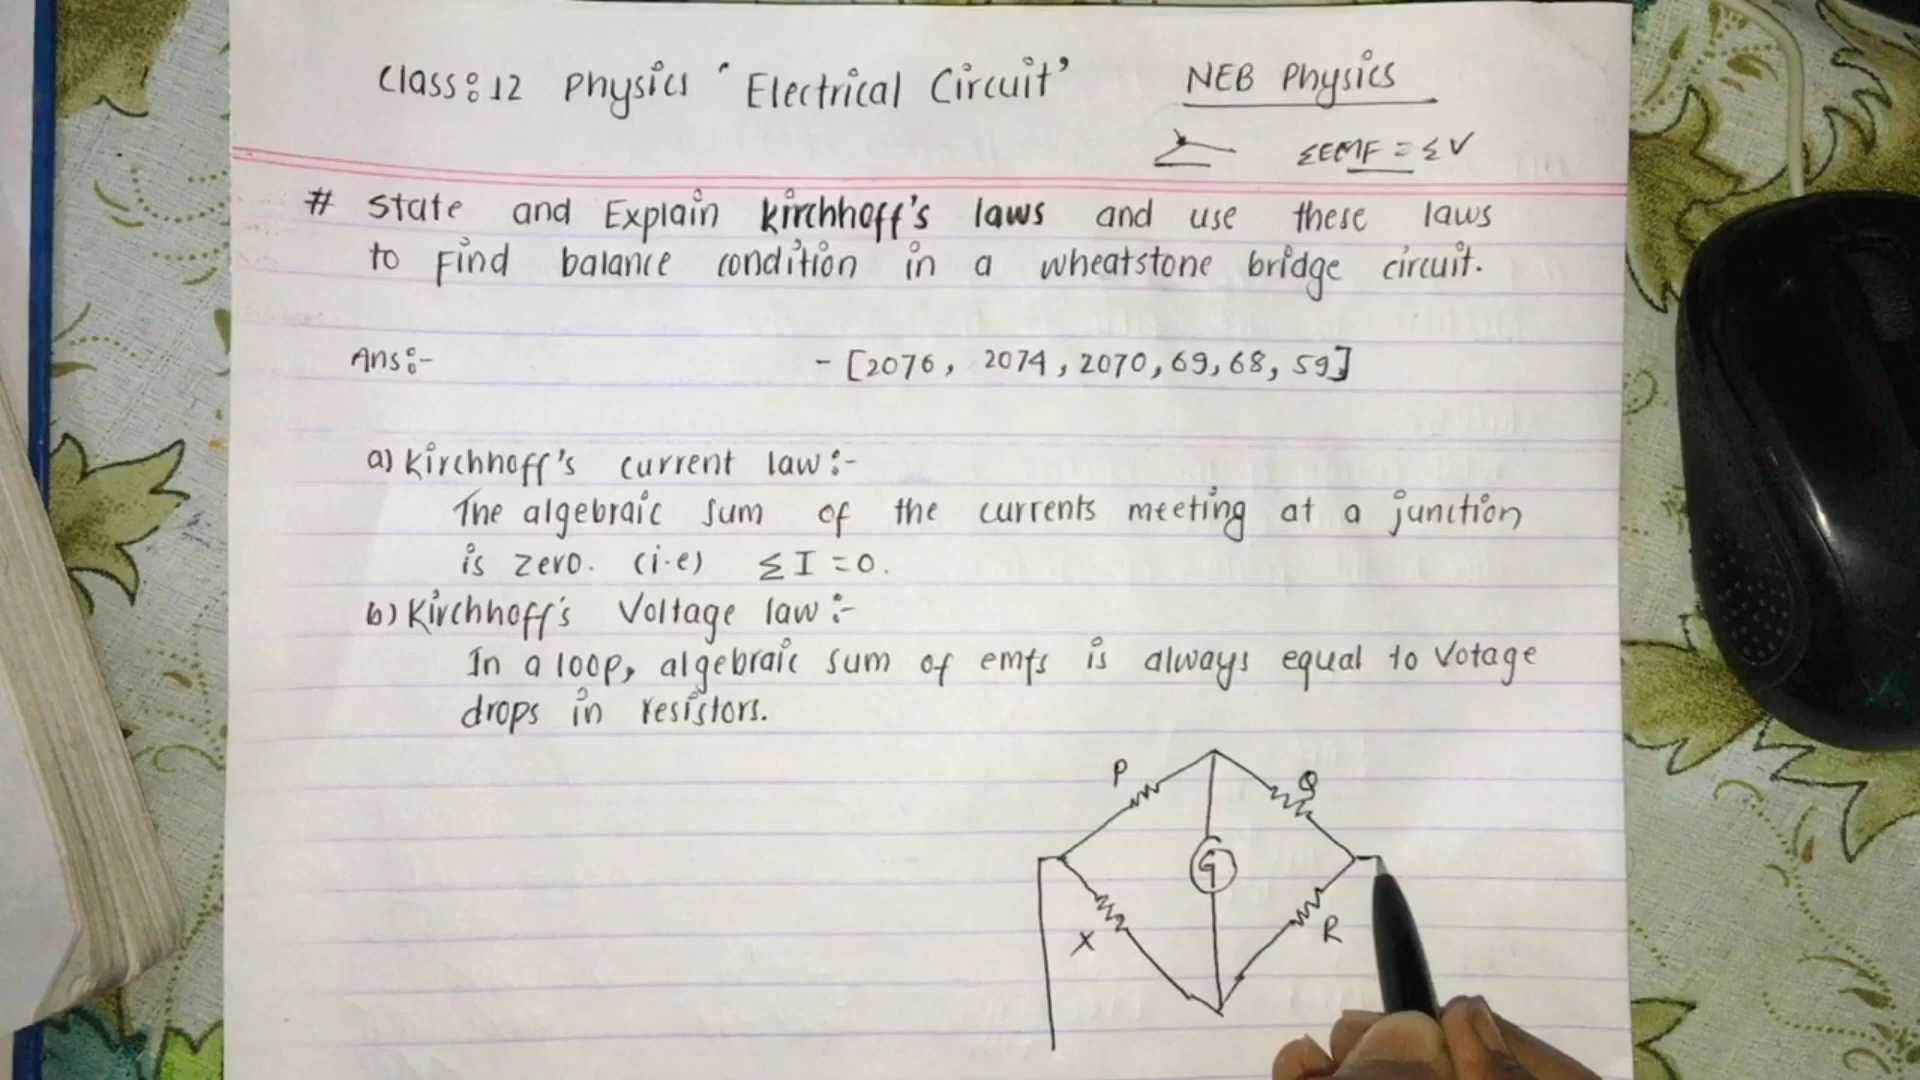 Class: 12 Physics 'Electrical Circuit'
NEB Physics
ΣEMF = ΣV
# State and Explain Kirchhoff's laws and use these laws
to Find balance condition in a wheatstone bridge circuit.
Ans:-
- [2076, 2074, 2070, 69, 68, 59]
a) Kirchhoff's current law :-
The algebraic sum of the currents meeting at a junction
is zero. (i.e) ΣI = 0.
b) Kirchhoff's Voltage law :-
In a loop, algebraic sum of emfs is always equal to Votage
drops in resistors.
P
Q
G
X
R